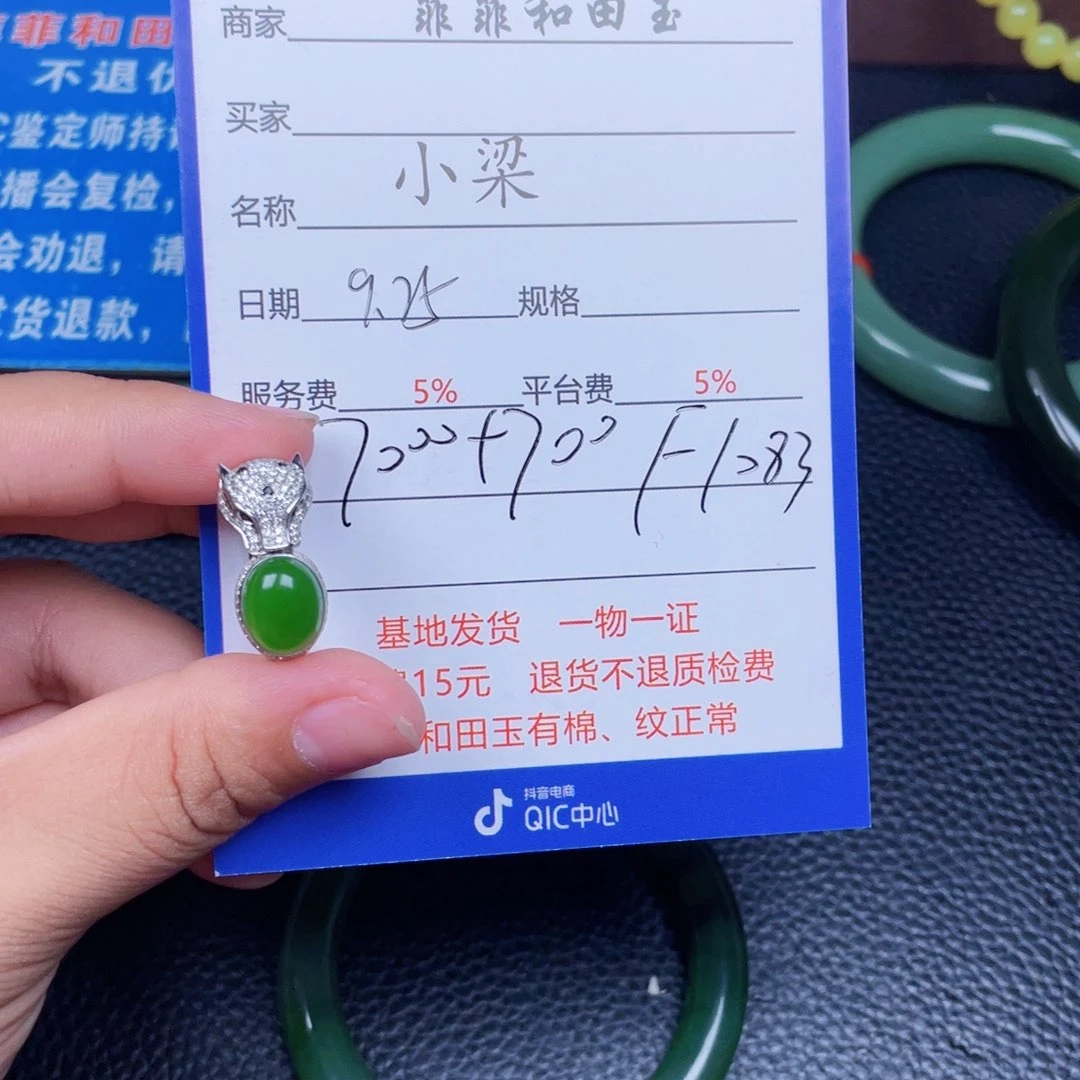 菲和田
不退
鉴定师持
播会复检，
会劝退，请
货退款，
商家 菲菲和田玉
买家
小梁
名称
日期 9.25 规格
服务费 5% 平台费 5%
7000+700 F-1083
基地发货 一物一证
15元 退货不退质检费
和田玉有棉、纹正常
抖音电商
QIC中心